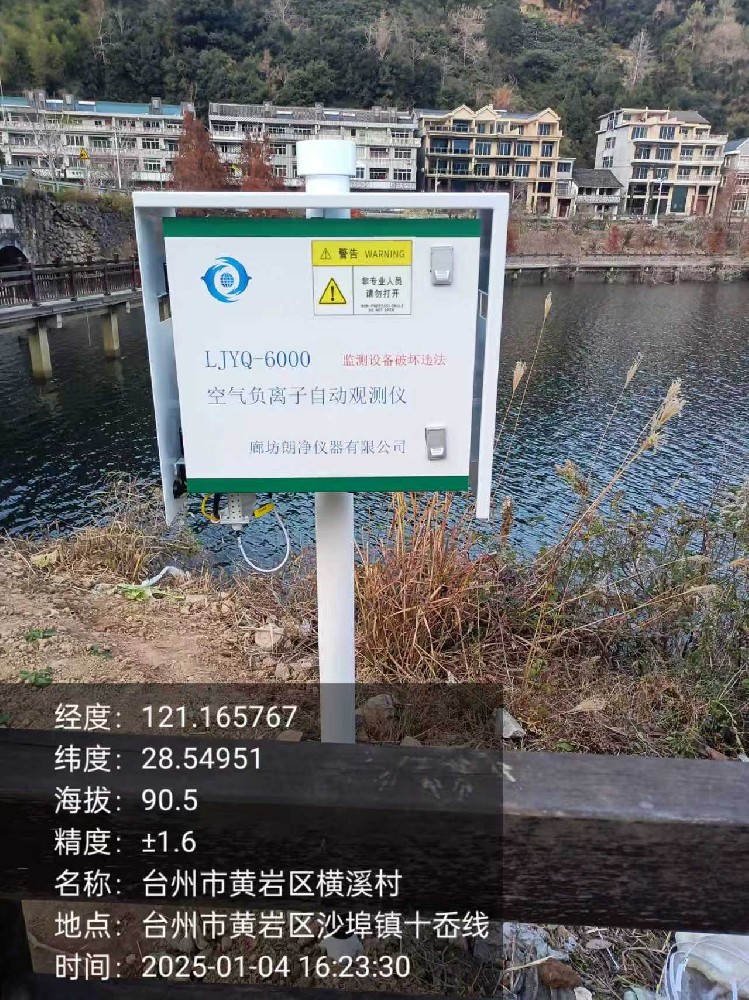 警告 WARNING
非专业人员
请勿打开
LJYQ-6000 监测设备破坏违法
空气负离子自动观测仪
廊坊朗净仪器有限公司
经度：121.165767
纬度：28.54951
海拔：90.5
精度：±1.6
名称：台州市黄岩区横溪村
地点：台州市黄岩区沙埠镇十岙线
时间：2025-01-04 16:23:30